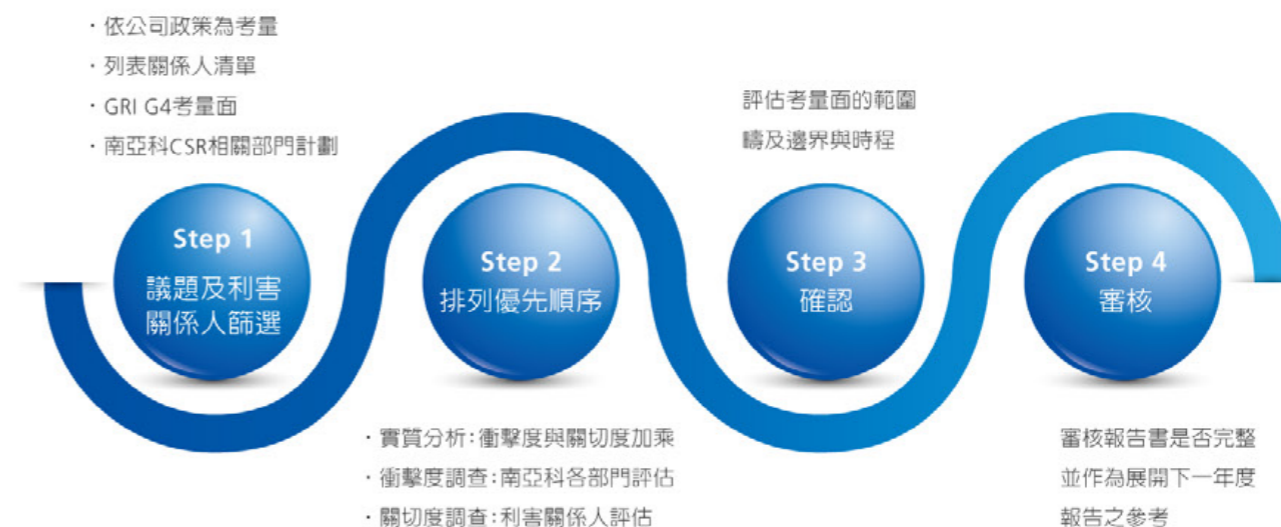 · 依公司政策為考量
· 列表關係人清單
· GRI G4考量面
· 南亞科CSR相關部門計劃
Step 1
議題及利害
關係人篩選
Step 2
排列優先順序
· 實質分析：衝擊度與關切度加乘
· 衝擊度調查：南亞科各部門評估
· 關切度調查：利害關係人評估
評估考量面的範圍
疇及邊界與時程
Step 3
確認
Step 4
審核
審核報告書是否完整
並作為展開下一年度
報告之參考